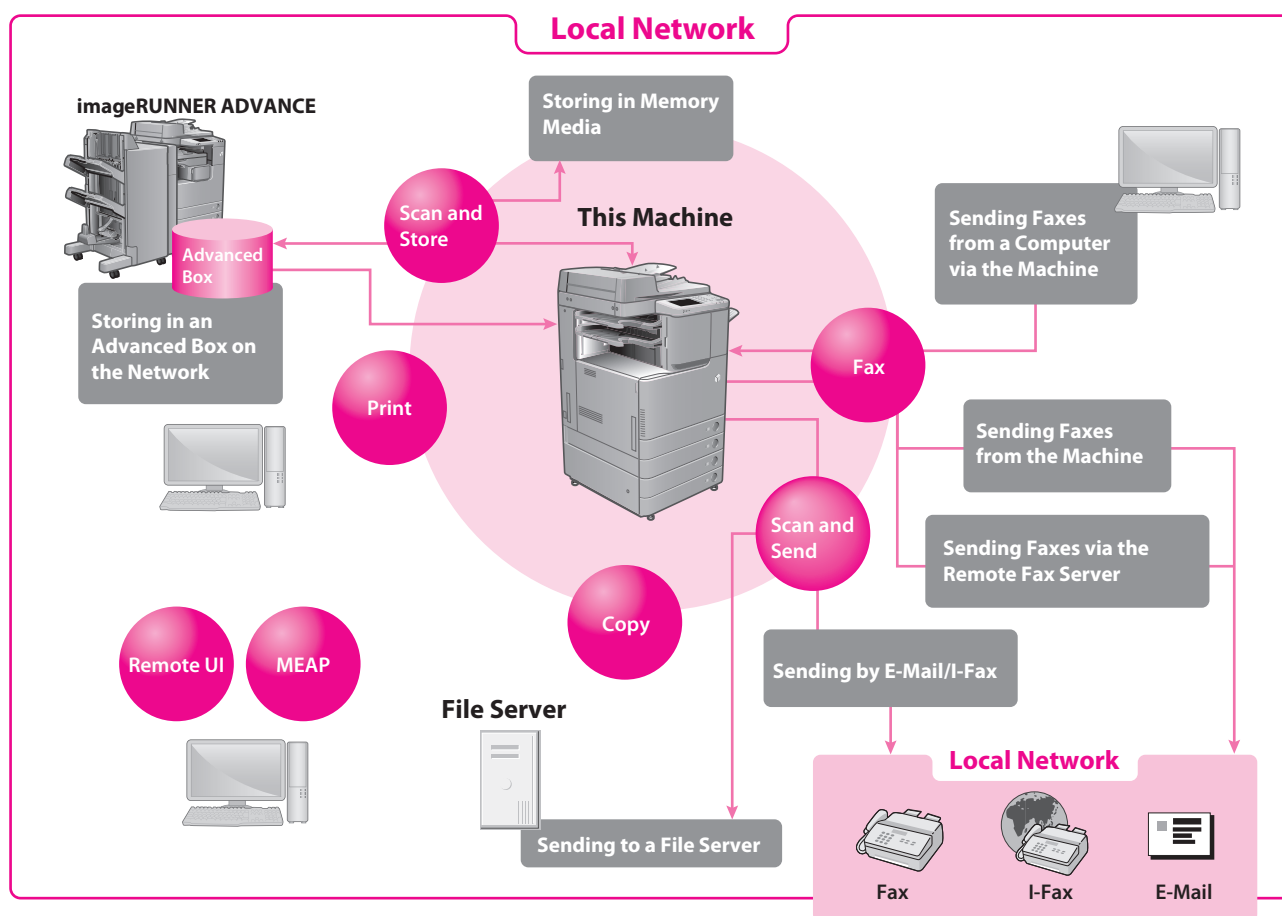 Local Network
imageRUNNER ADVANCE
Storing in Memory
Media
Scan and
Store
This Machine
Sending Faxes
from a Computer
via the Machine
Advanced
Box
Storing in an
Advanced Box on
the Network
Fax
Print
Sending Faxes
from the Machine
Scan and
Send
Sending Faxes via the
Remote Fax Server
Copy
Remote UI
MEAP
Sending by E-Mail/I-Fax
File Server
Sending to a File Server
Local Network
Fax
I-Fax
E-Mail